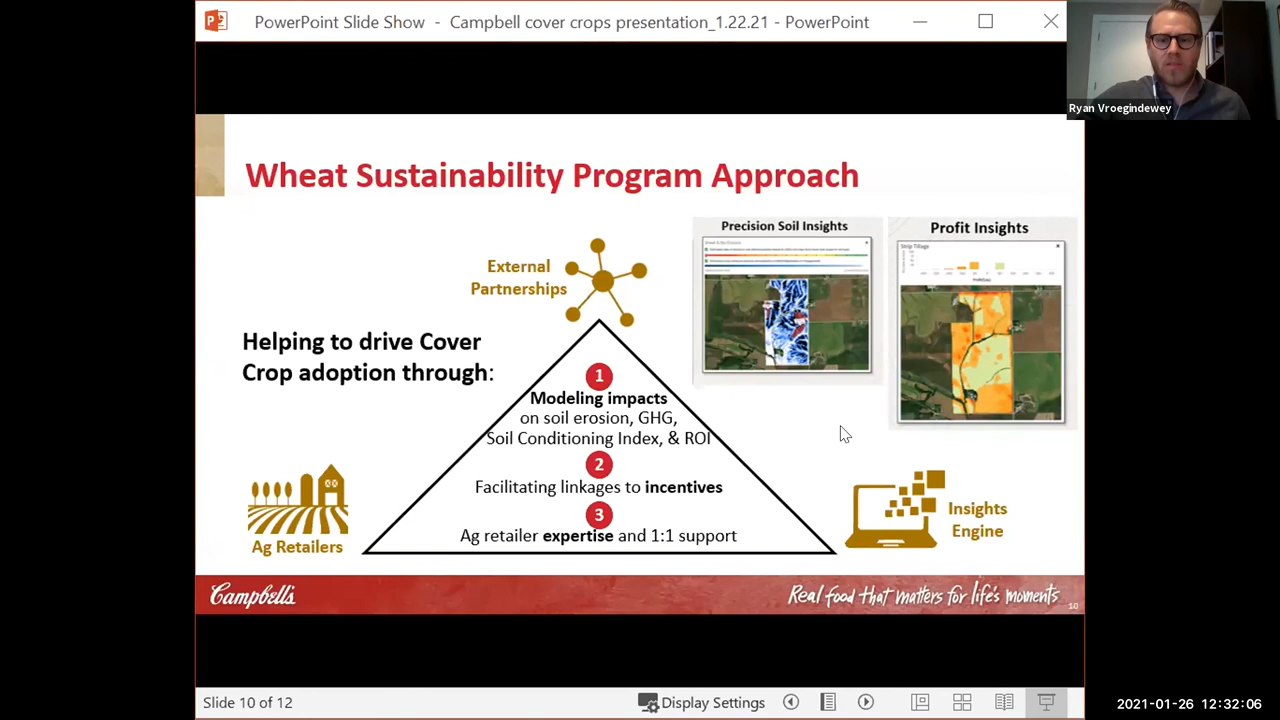 PowerPoint Slide Show - Campbell cover crops presentation_1.22.21 - PowerPoint
Ryan Vroegindewey
Wheat Sustainability Program Approach
External
Partnerships
Precision Soil Insights
Profit Insights
Strip Tillage
Helping to drive Cover
Crop adoption through:
1
Modeling impacts
on soil erosion, GHG,
Soil Conditioning Index, & ROI
2
Facilitating linkages to incentives
3
Ag retailer expertise and 1:1 support
Ag Retailers
Insights
Engine
Campbell's
Real food that matters for life's moments
10
Slide 10 of 12
Display Settings
2021-01-26 12:32:06